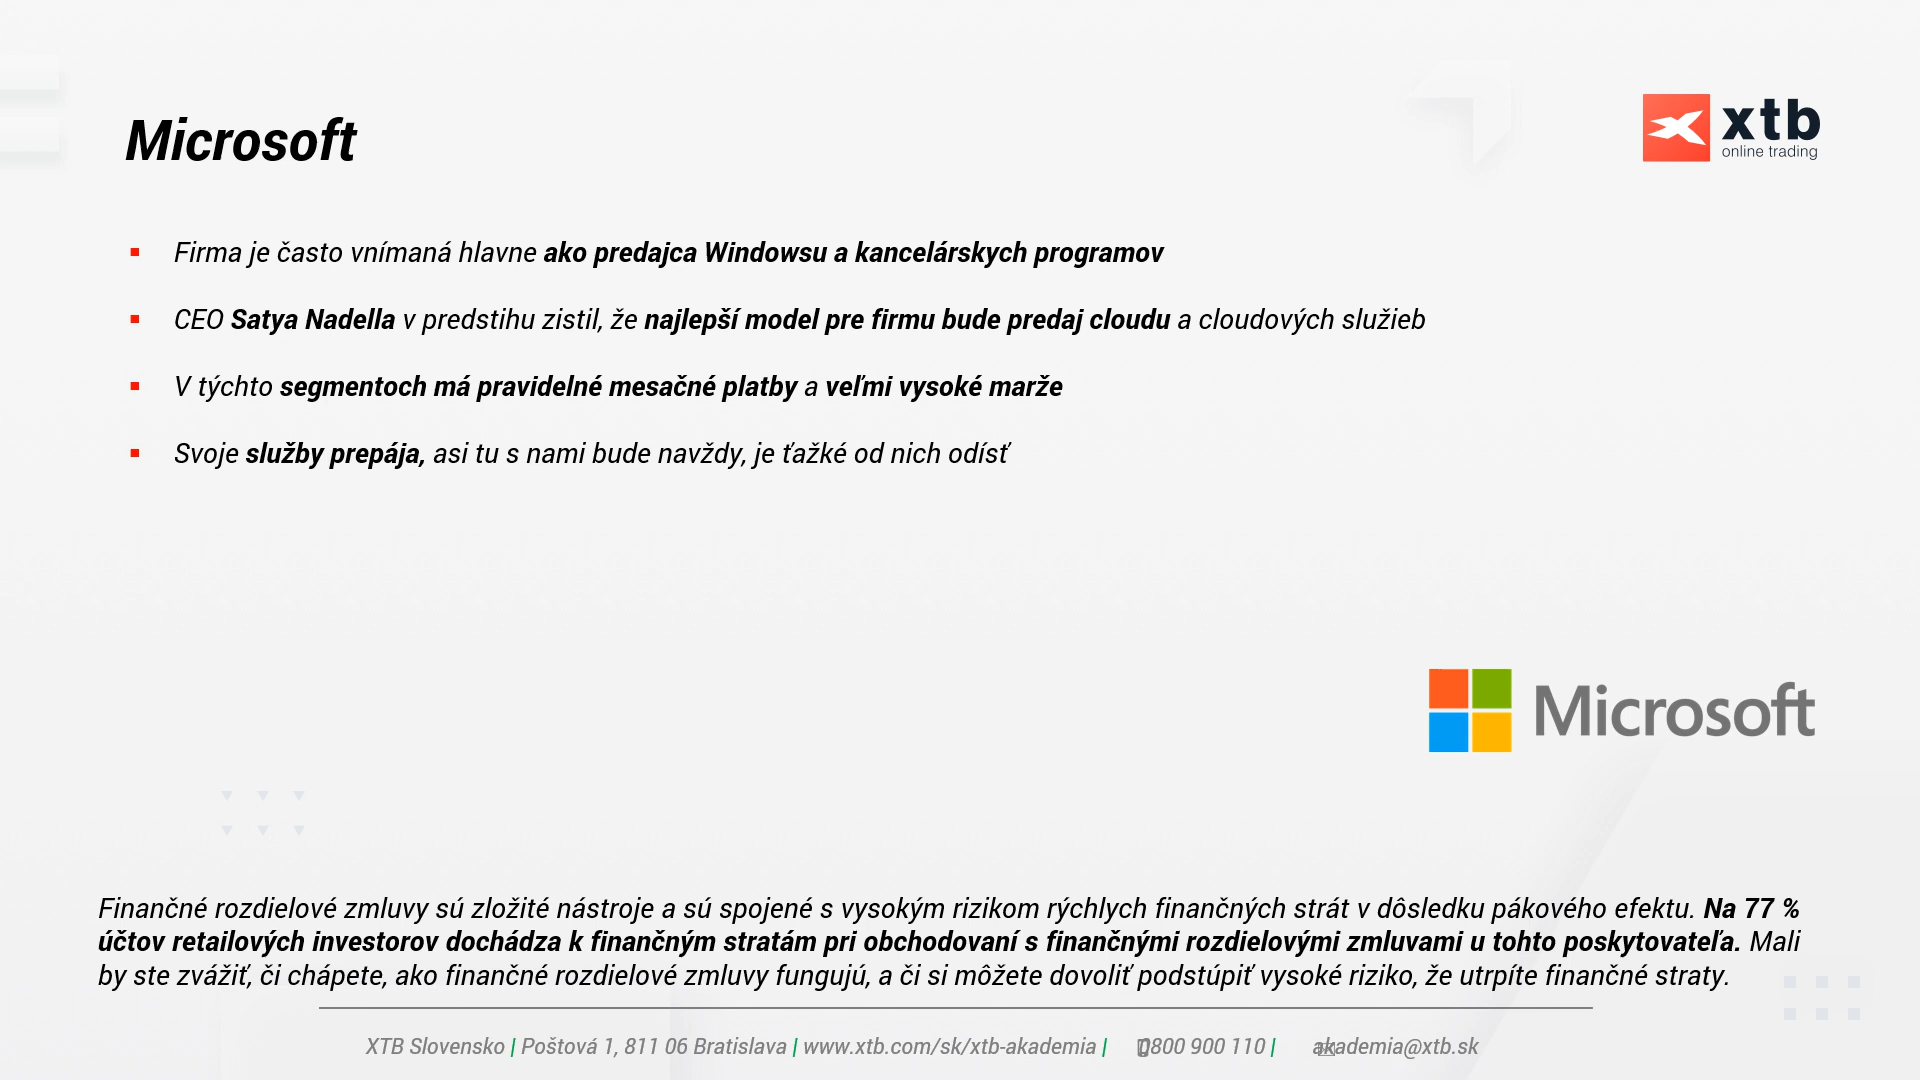 xtb
online trading
Microsoft
Firma je často vnímaná hlavne ako predajca Windowsu a kancelárskych programov
CEO Satya Nadella v predstihu zistil, že najlepší model pre firmu bude predaj cloudu a cloudových služieb
V týchto segmentoch má pravidelné mesačné platby a veľmi vysoké marže
Svoje služby prepája, asi tu s nami bude navždy, je ťažké od nich odísť
Microsoft
Finančné rozdielové zmluvy sú zložité nástroje a sú spojené s vysokým rizikom rýchlych finančných strát v dôsledku pákového efektu. Na 77 %
účtov retailových investorov dochádza k finančným stratám pri obchodovaní s finančnými rozdielovými zmluvami u tohto poskytovateľa. Mali
by ste zvážiť, či chápete, ako finančné rozdielové zmluvy fungujú, a či si môžete dovoliť podstúpiť vysoké riziko, že utrpíte finančné straty.
XTB Slovensko | Poštová 1, 811 06 Bratislava | www.xtb.com/sk/xtb-akademia | 0800 900 110 | akademia@xtb.sk